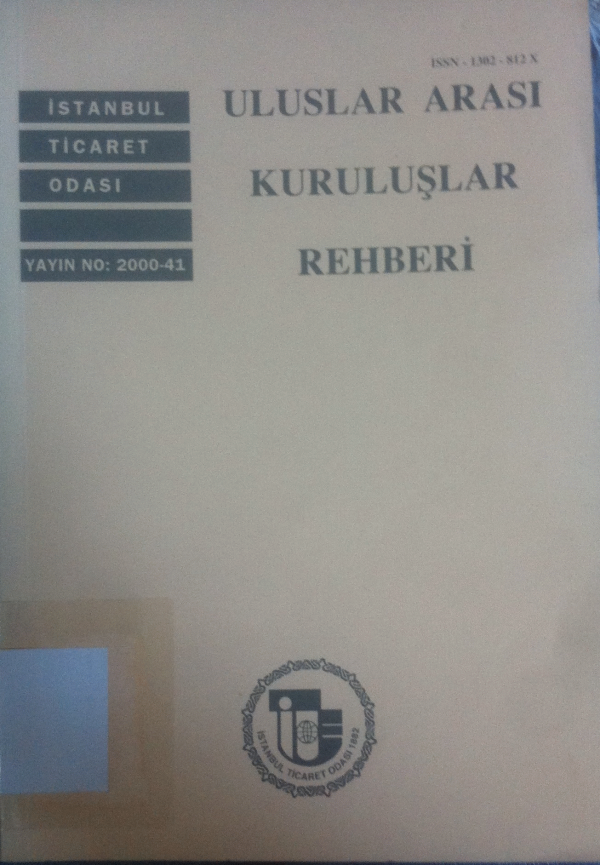 İSSN - 1302 - 812 X
İSTANBUL
TİCARET
ODASI
YAYIN NO: 2000-41
ULUSLAR ARASI
KURULUŞLAR
REHBERİ
İSTANBUL TİCARET ODASI 1882